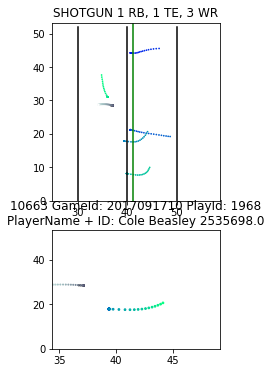 SHOTGUN 1 RB, 1 TE, 3 WR
50
40
30
20
10
0
30 40 50
10663 GameId: 2017091710 PlayId: 1968
PlayerName + ID: Cole Beasley 2535698.0
40
20
0
35 40 45